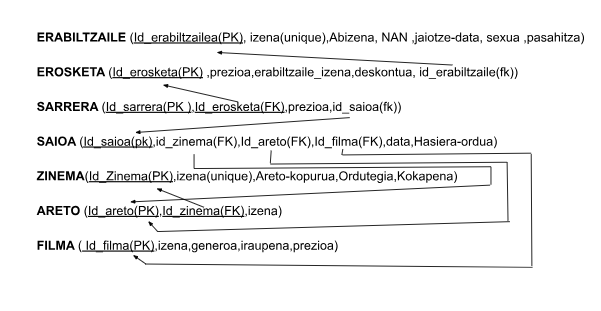 ERABILTZAILE (Id_erabiltzailea(PK), izena(unique),Abizena, NAN ,jaiotze-data, sexua ,pasahitza)
EROSKETA (Id_erosketa(PK) ,prezioa,erabiltzaile_izena,deskontua, id_erabiltzaile(fk))
SARRERA (Id_sarrera(PK ),Id_erosketa(FK),prezioa,id_saioa(fk))
SAIOA (Id_saioa(pk),id_zinema(FK),Id_areto(FK),Id_filma(FK),data,Hasiera-ordua)
ZINEMA(Id_Zinema(PK),izena(unique),Areto-kopurua,Ordutegia,Kokapena)
ARETO (Id_areto(PK),Id_zinema(FK),izena)
FILMA ( Id_filma(PK),izena,generoa,iraupena,prezioa)